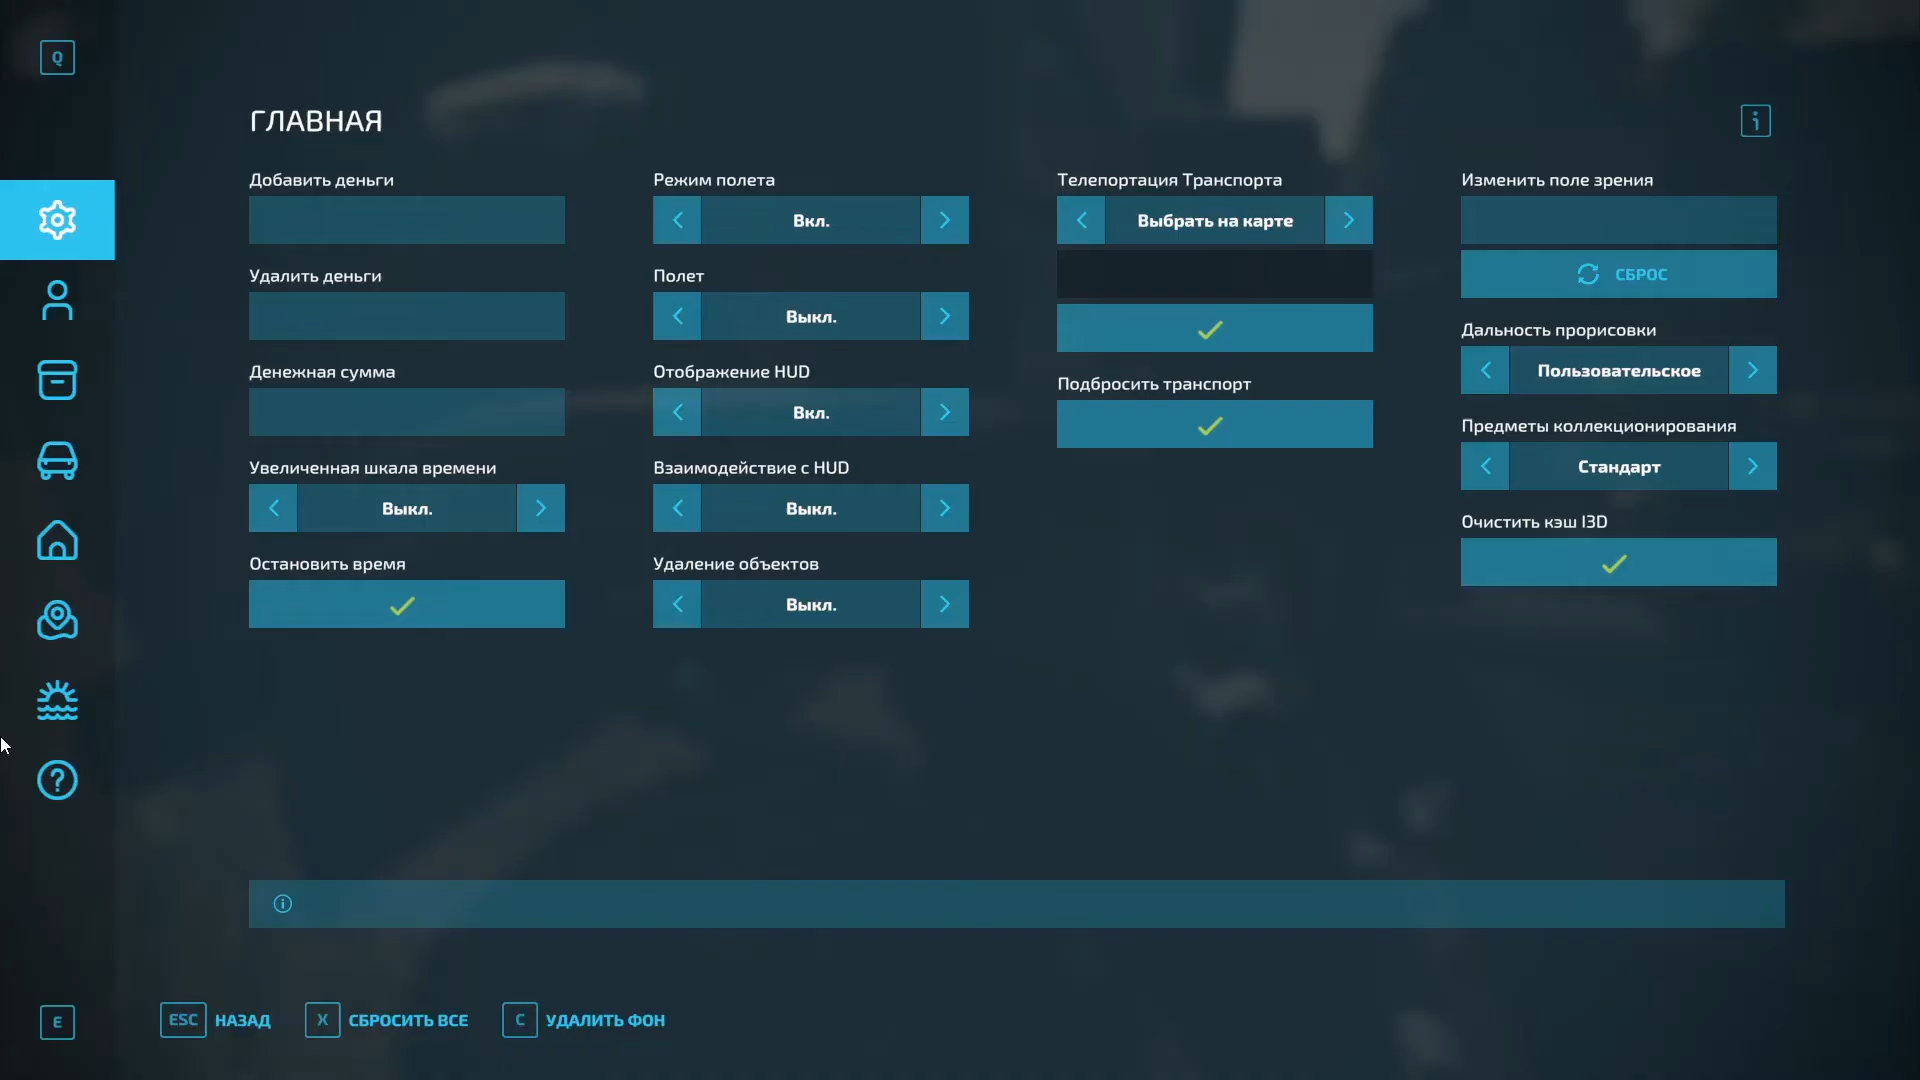 Q
ГЛАВНАЯ
Добавить деньги
Удалить деньги
Денежная сумма
Увеличенная шкала времени
Выкл.
Остановить время
Режим полета
Вкл.
Полет
Выкл.
Отображение HUD
Вкл.
Взаимодействие с HUD
Выкл.
Удаление объектов
Выкл.
Телепортация Транспорта
Выбрать на карте
Подбросить транспорт
Изменить поле зрения
СБРОС
Дальность прорисовки
Пользовательское
Предметы коллекционирования
Стандарт
Очистить кэш I3D
E
ESC НАЗАД
X СБРОСИТЬ ВСЕ
C УДАЛИТЬ ФОН